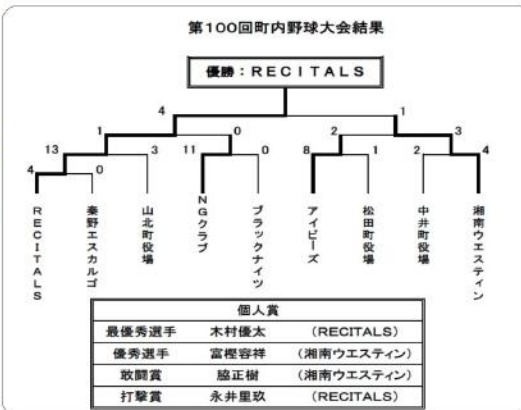 第100回町内野球大会結果
優勝：RECITALS
4 1
1 0 2 3
13 3 11 0 8 1 2 4
4 0
RECITALS
秦野エスカルゴ
山北町役場
NGクラブ
ブラックナイツ
アイビーズ
松田町役場
中井町役場
湘南ウエスティン
個人賞
最優秀選手 木村優太 (RECITALS)
優秀選手 富樫容祥 (湘南ウエスティン)
敢闘賞 脇正樹 (湘南ウエスティン)
打撃賞 永井里玖 (RECITALS)